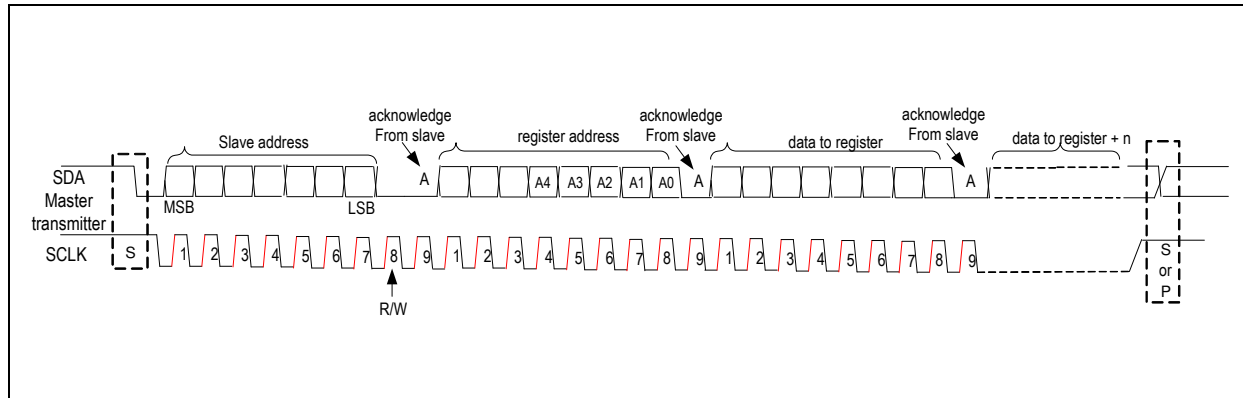 acknowledge
From slave
acknowledge
From slave
acknowledge
From slave
Slave address
register address
data to register
data to register + n
SDA
Master
transmitter
A
A4 A3 A2 A1 A0
A
A
MSB
LSB
SCLK
S
1 2 3 4 5 6 7 8 9 1 2 3 4 5 6 7 8 9 1 2 3 4 5 6 7 8 9
S
or
P
R/W